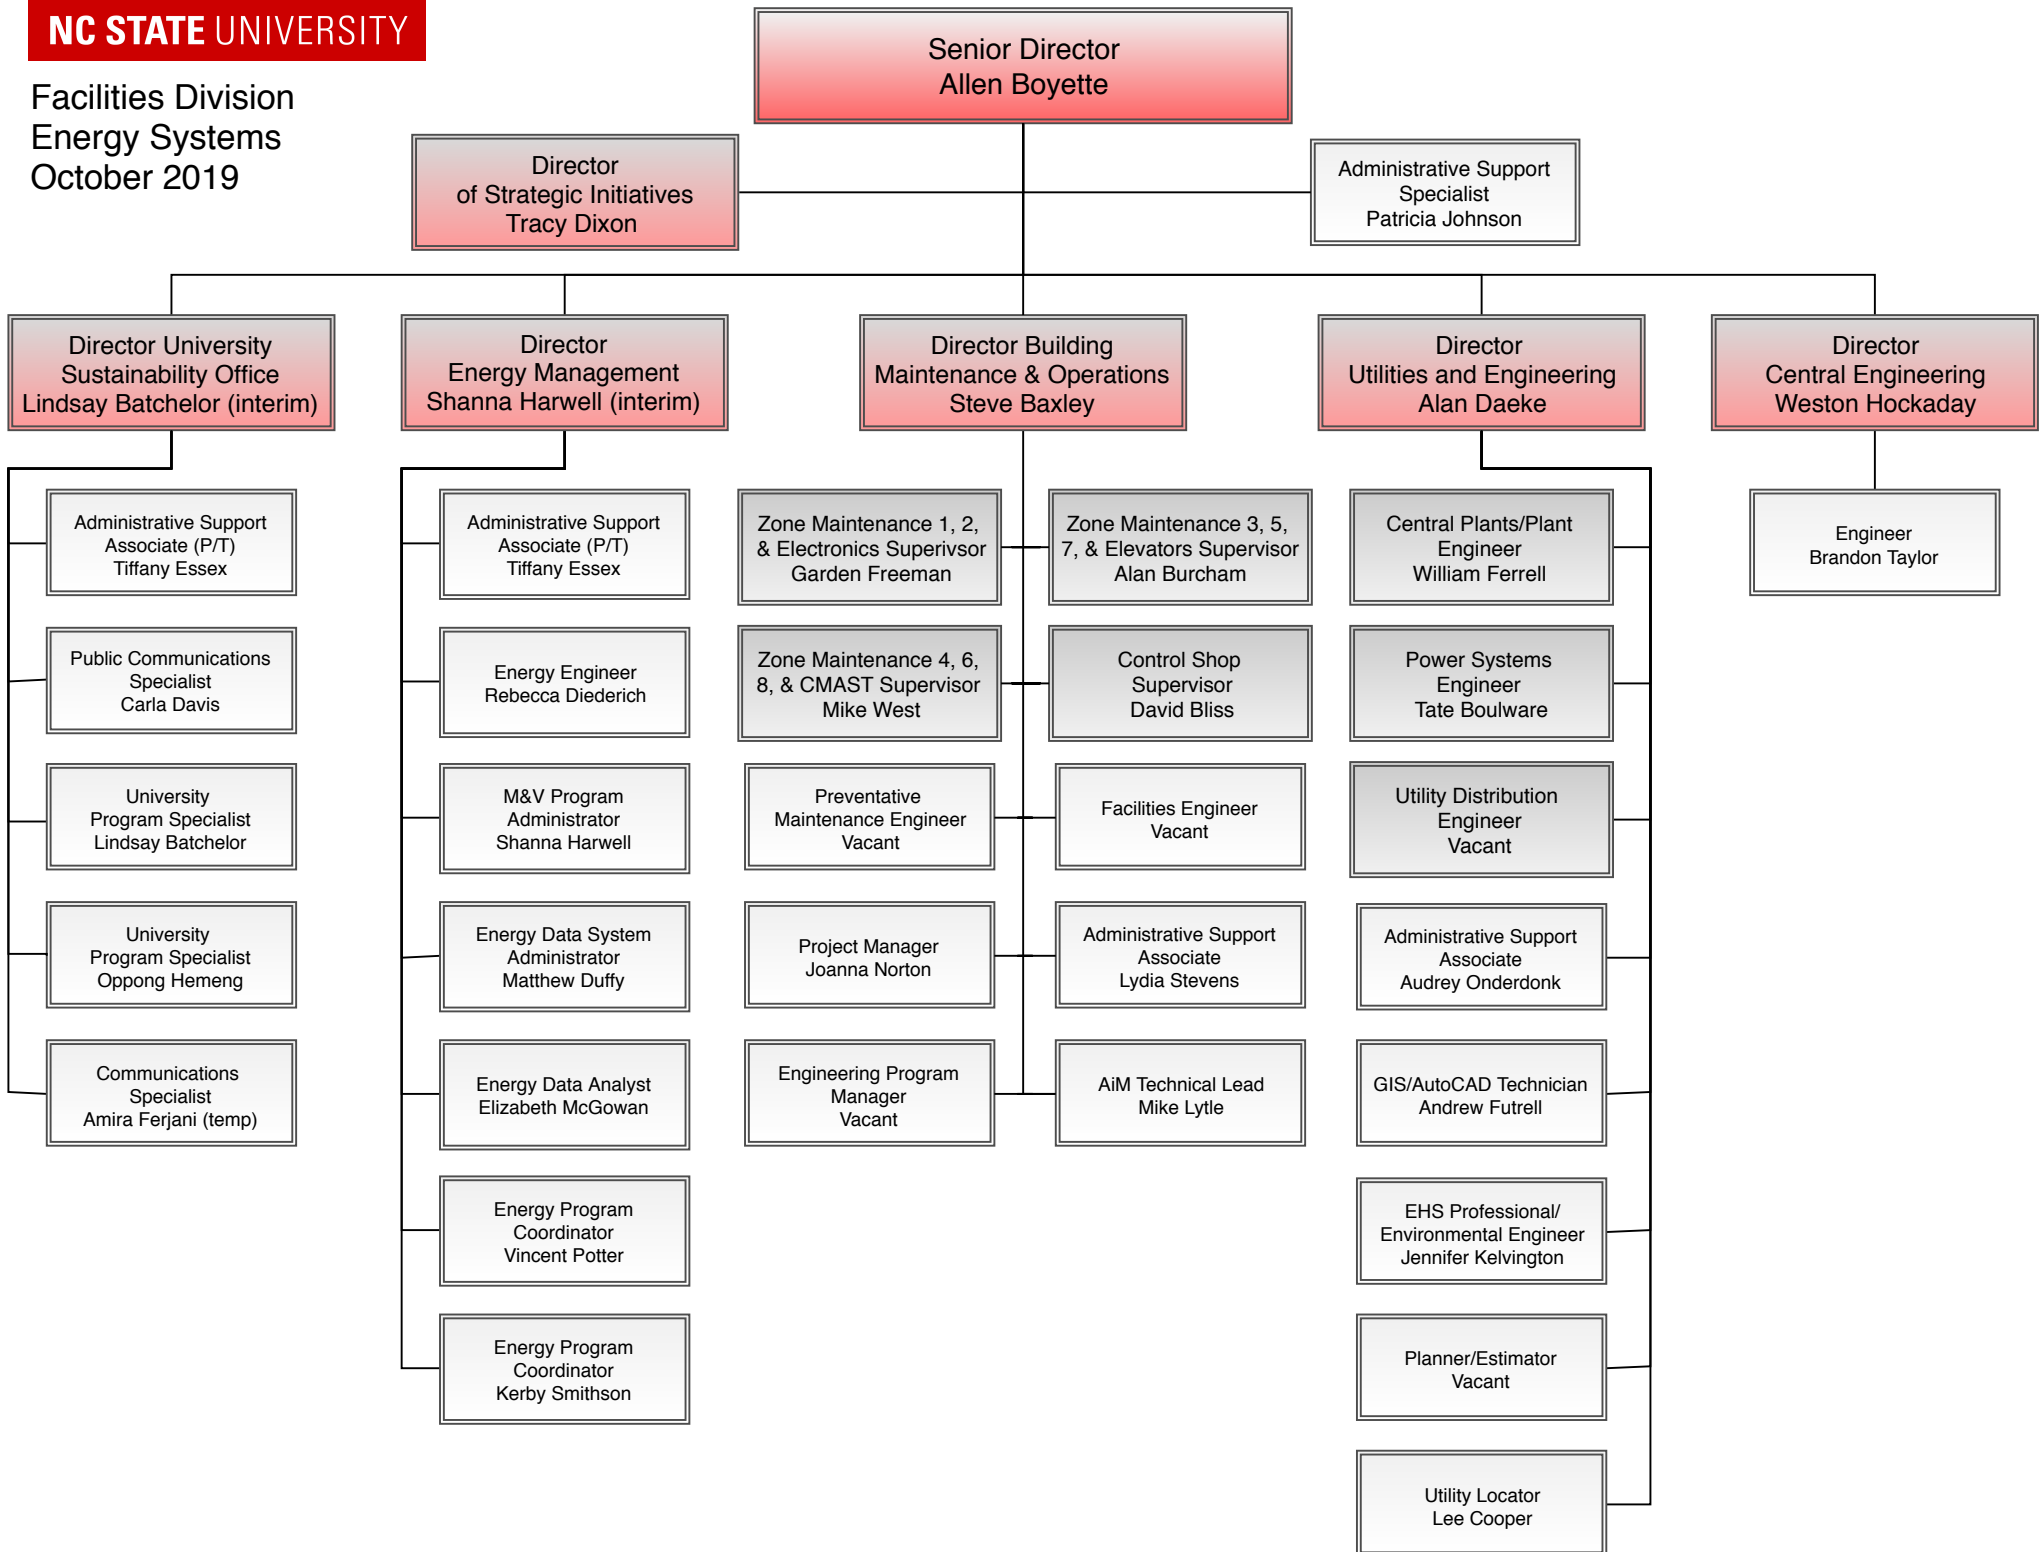 NC STATE UNIVERSITY
Facilities Division
Energy Systems
October 2019
Senior Director
Allen Boyette
Director
of Strategic Initiatives
Tracy Dixon
Administrative Support
Specialist
Patricia Johnson
Director University
Sustainability Office
Lindsay Batchelor (interim)
Director
Energy Management
Shanna Harwell (interim)
Director Building
Maintenance & Operations
Steve Baxley
Director
Utilities and Engineering
Alan Daeke
Director
Central Engineering
Weston Hockaday
Administrative Support
Associate (P/T)
Tiffany Essex
Public Communications
Specialist
Carla Davis
University
Program Specialist
Lindsay Batchelor
University
Program Specialist
Oppong Hemeng
Communications
Specialist
Amira Ferjani (temp)
Administrative Support
Associate (P/T)
Tiffany Essex
Energy Engineer
Rebecca Diederich
M&V Program
Administrator
Shanna Harwell
Energy Data System
Administrator
Matthew Duffy
Energy Data Analyst
Elizabeth McGowan
Energy Program
Coordinator
Vincent Potter
Energy Program
Coordinator
Kerby Smithson
Zone Maintenance 1, 2,
& Electronics Superivsor
Garden Freeman
Zone Maintenance 3, 5,
7, & Elevators Supervisor
Alan Burcham
Zone Maintenance 4, 6,
8, & CMAST Supervisor
Mike West
Control Shop
Supervisor
David Bliss
Preventative
Maintenance Engineer
Vacant
Facilities Engineer
Vacant
Project Manager
Joanna Norton
Administrative Support
Associate
Lydia Stevens
Engineering Program
Manager
Vacant
AiM Technical Lead
Mike Lytle
Central Plants/Plant
Engineer
William Ferrell
Power Systems
Engineer
Tate Boulware
Utility Distribution
Engineer
Vacant
Administrative Support
Associate
Audrey Onderdonk
GIS/AutoCAD Technician
Andrew Futrell
EHS Professional/
Environmental Engineer
Jennifer Kelvington
Planner/Estimator
Vacant
Utility Locator
Lee Cooper
Engineer
Brandon Taylor